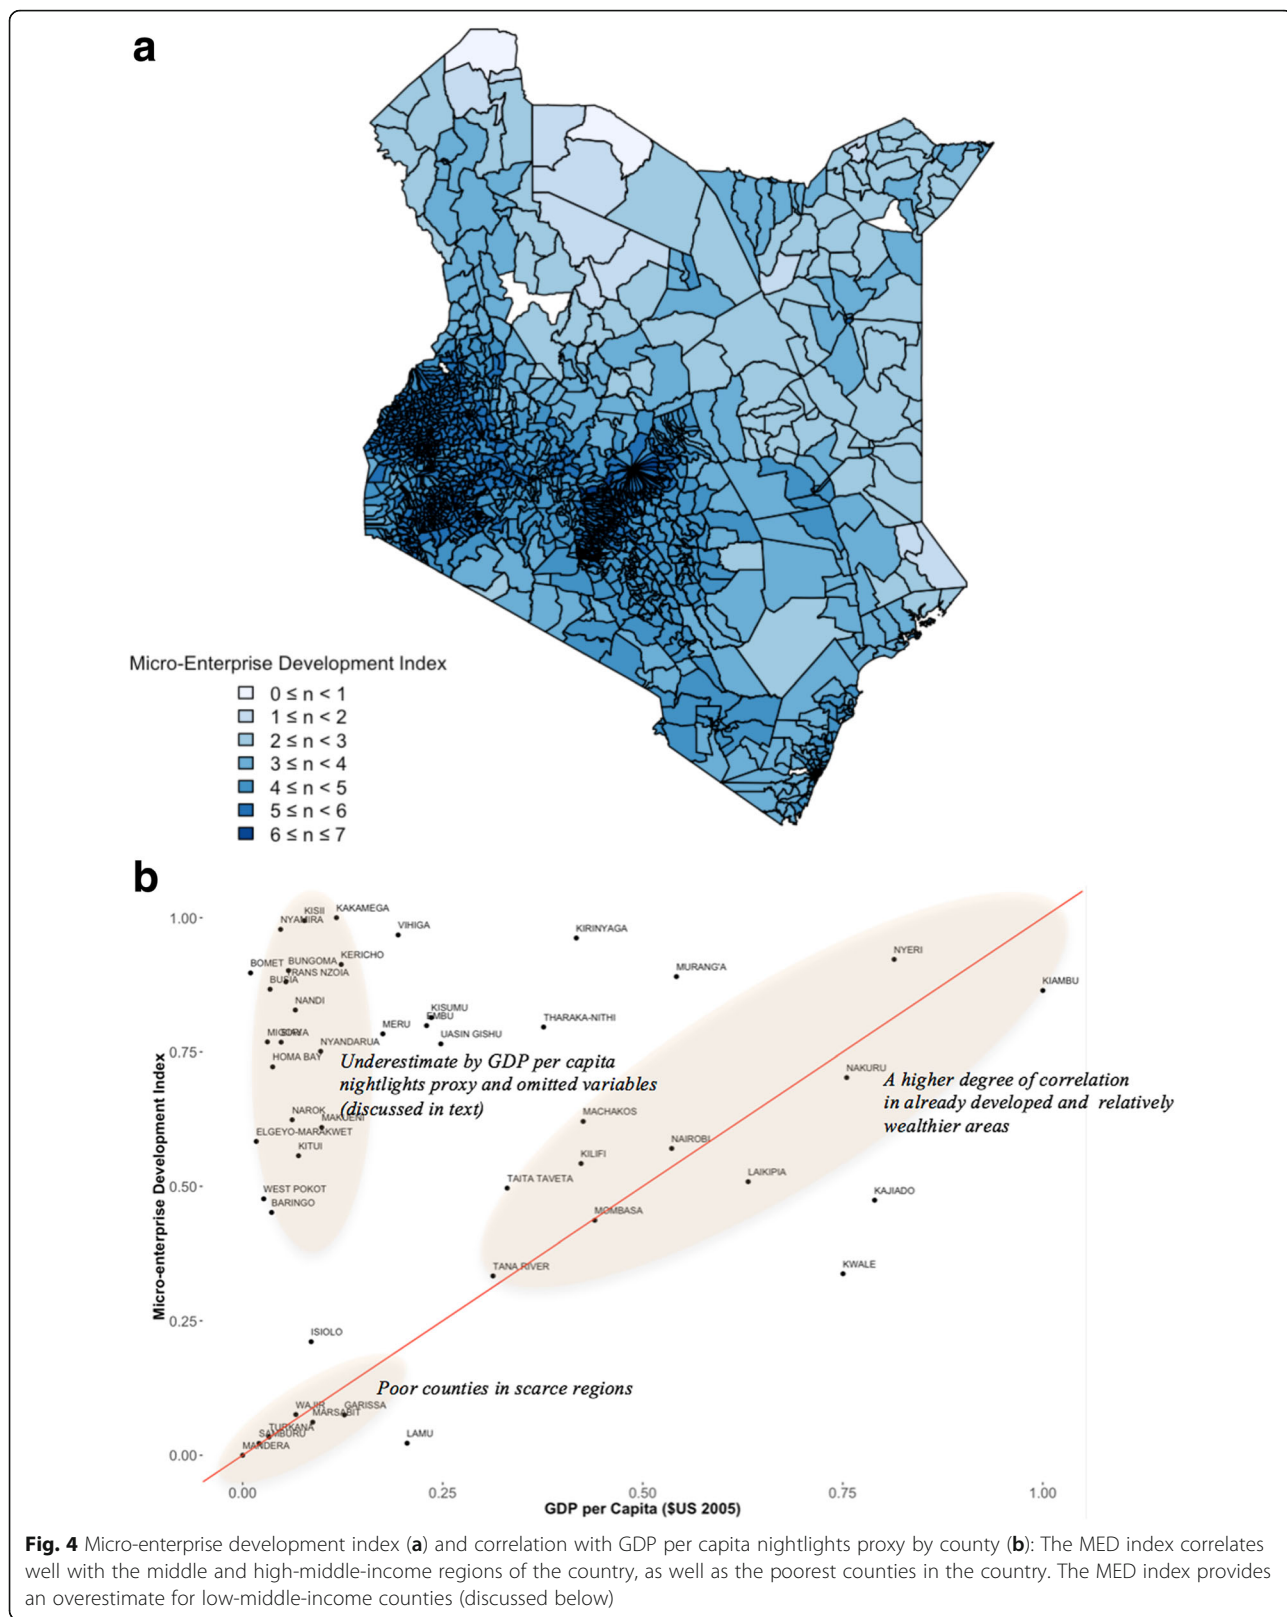 a
Micro-Enterprise Development Index
0 ≤ n < 1
1 ≤ n < 2
2 ≤ n < 3
3 ≤ n < 4
4 ≤ n < 5
5 ≤ n < 6
6 ≤ n ≤ 7
b
Micro-enterprise Development Index
1.00
0.75
0.50
0.25
0.00
KISII
KAKAMEGA
NYAMIRA
VIHIGA
KIRINYAGA
NYERI
KERICHO
BOMET
BUNGOMA
TRANS NZOIA
MURANG'A
BUSIA
KIAMBU
NANDI
KISUMU
EMBU
MERU
THARAKA-NITHI
MIGORI
SIAYA
UASIN GISHU
NYANDARUA
HOMA BAY
Underestimate by GDP per capita
nightlights proxy and omitted variables
(discussed in text)
NAKURU
A higher degree of correlation
in already developed and relatively
wealthier areas
NAROK
MAKUENI
MACHAKOS
ELGEYO-MARAKWET
KITUI
NAIROBI
KILIFI
LAIKIPIA
TAITA TAVETA
WEST POKOT
BARINGO
KAJIADO
MOMBASA
TANA RIVER
KWALE
ISIOLO
Poor counties in scarce regions
WAJIR
GARISSA
MARSABIT
TURKANA
SAMBURU
MANDERA
LAMU
0.00
0.25
0.50
0.75
1.00
GDP per Capita ($US 2005)
Fig. 4 Micro-enterprise development index (a) and correlation with GDP per capita nightlights proxy by county (b): The MED index correlates
well with the middle and high-middle-income regions of the country, as well as the poorest counties in the country. The MED index provides
an overestimate for low-middle-income counties (discussed below)